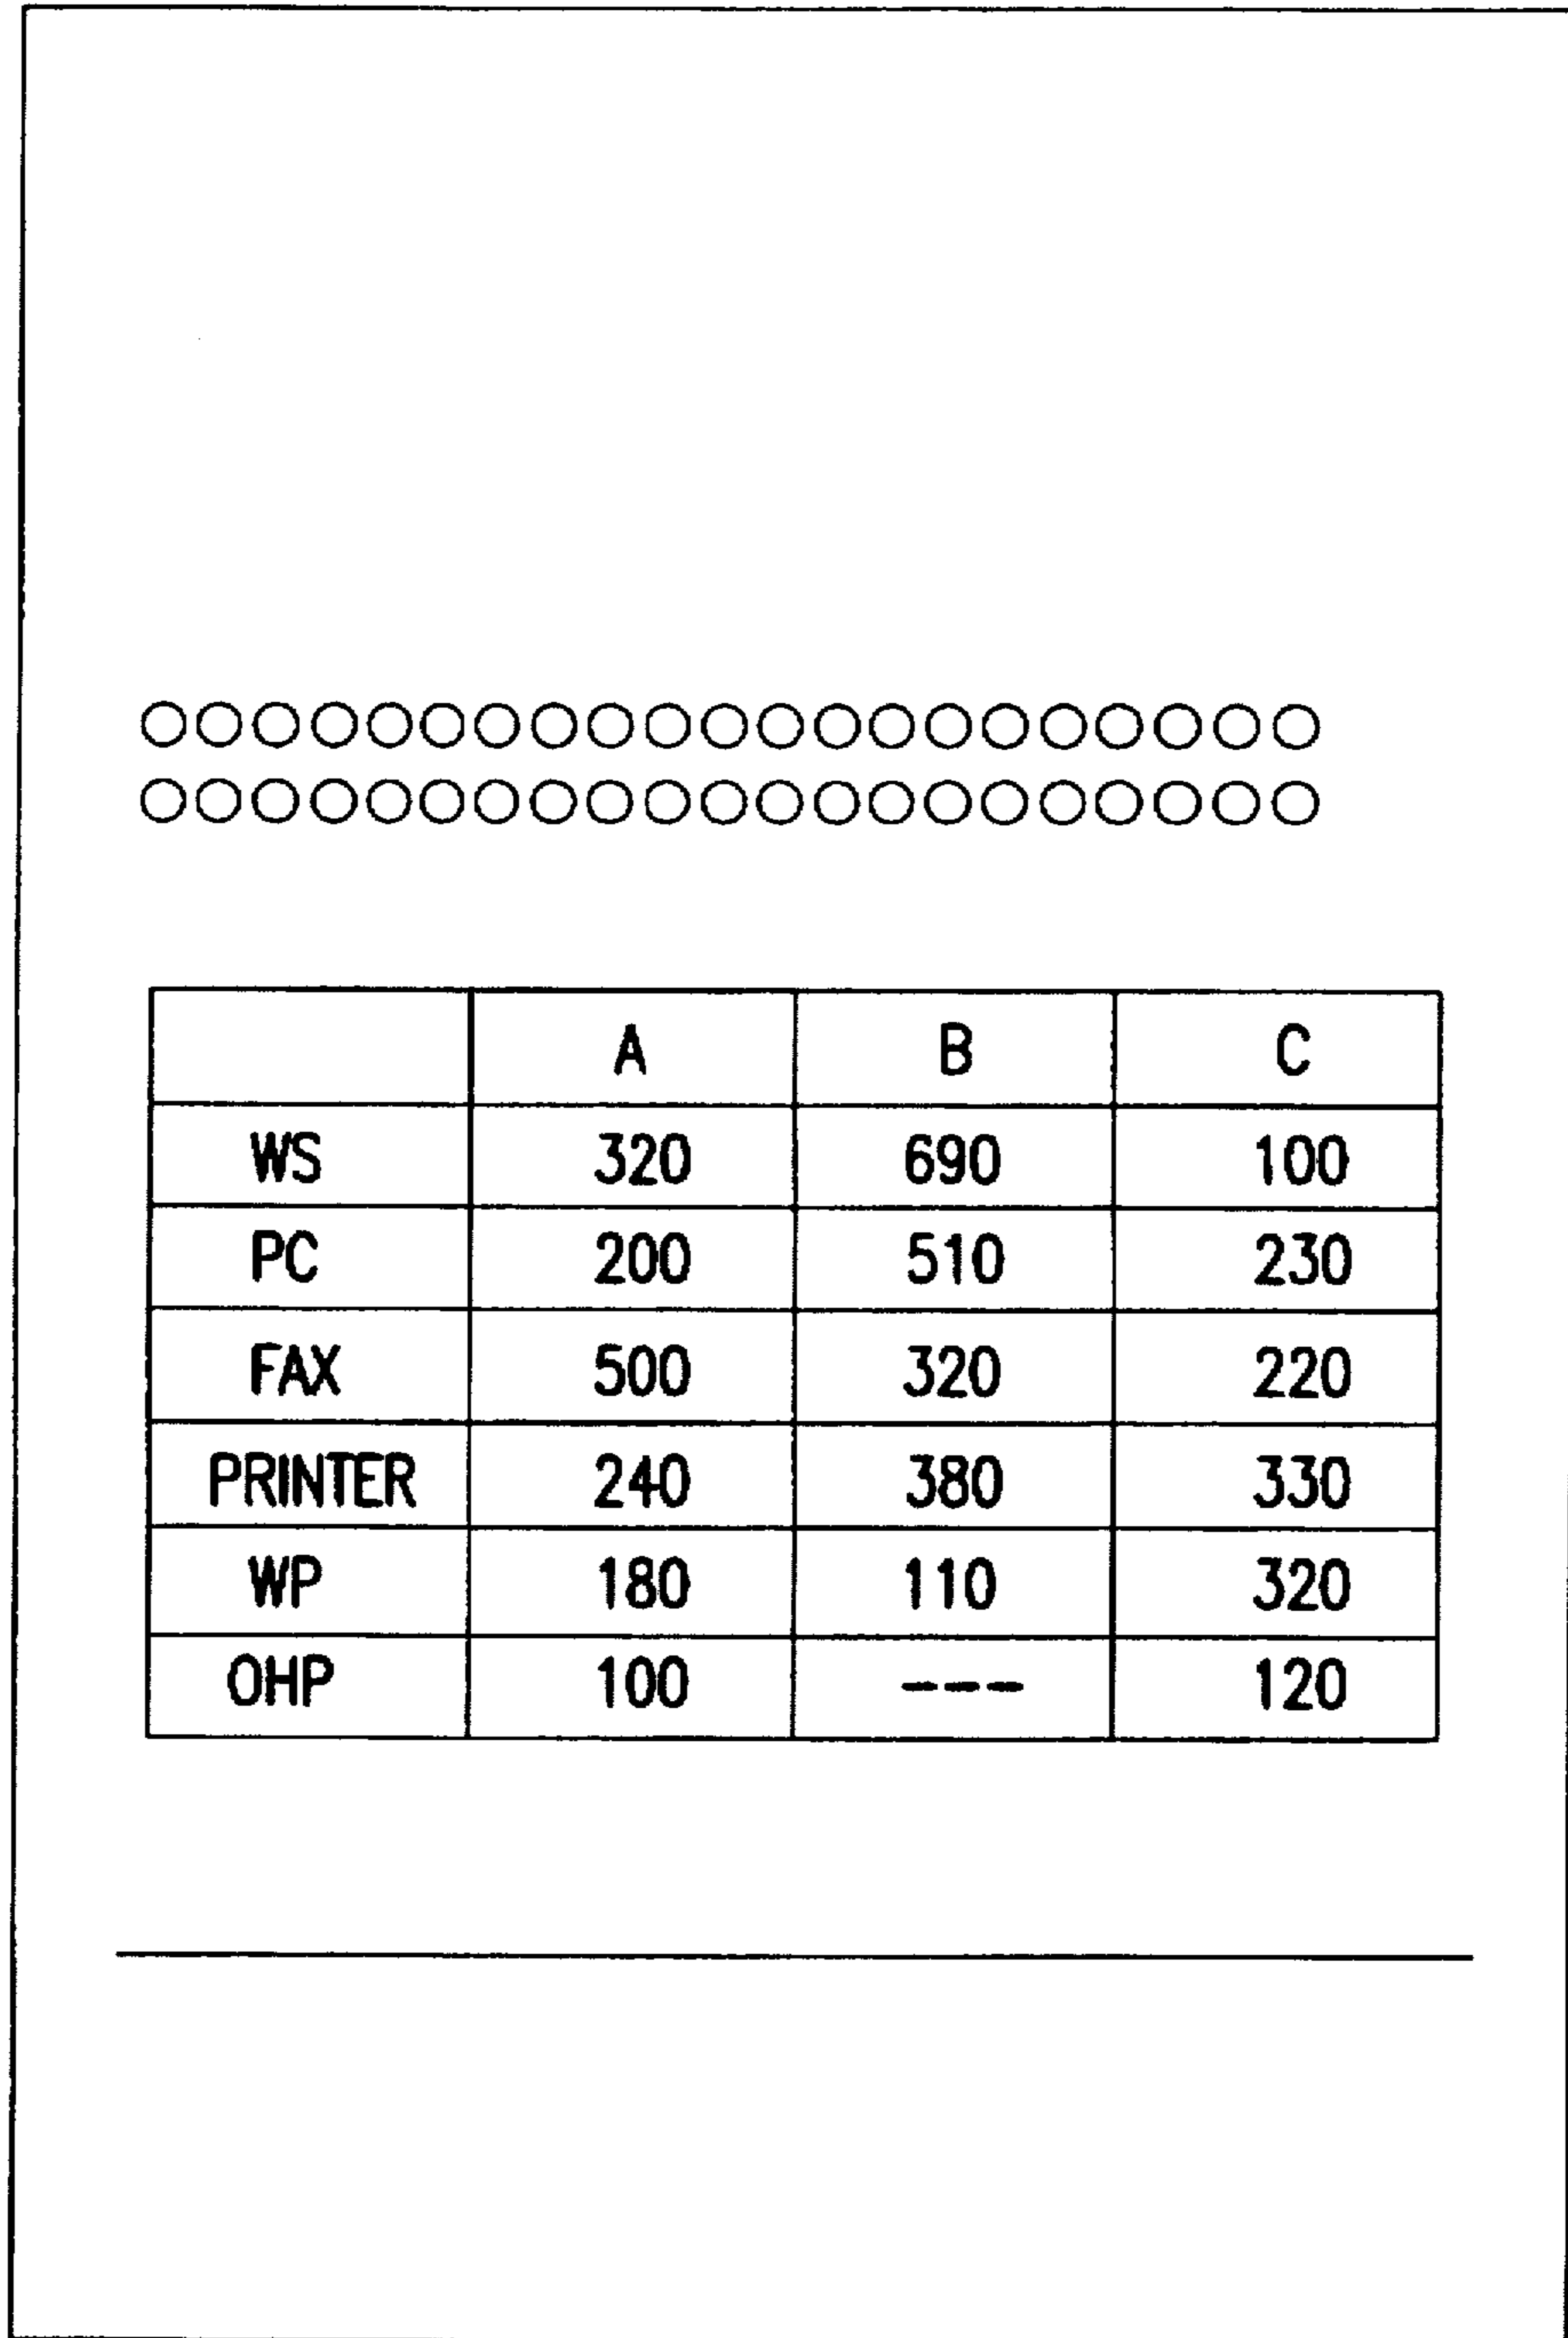 A B C
WS 320 690 100
PC 200 510 230
FAX 500 320 220
PRINTER 240 380 330
WP 180 110 320
OHP 100 --- 120